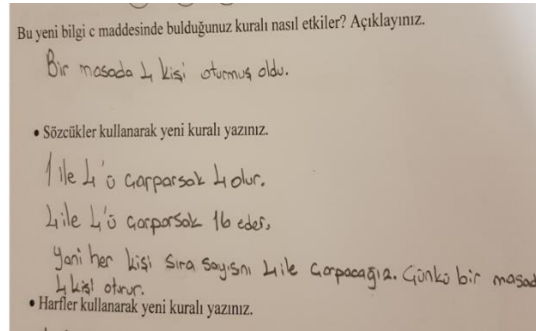 Bu yeni bilgi c maddesinde bulduğunuz kuralı nasıl etkiler? Açıklayınız.
Bir masada 4 kişi oturmuş oldu.
• Sözcükler kullanarak yeni kuralı yazınız.
1 ile 4'ü çarparsak 4 olur.
4 ile 4'ü çarparsak 16 eder,
Yani her kişi sıra sayısnı 4 ile çarpacağız. Çünkü bir masad
4 kişi oturur.
• Harfler kullanarak yeni kuralı yazınız.